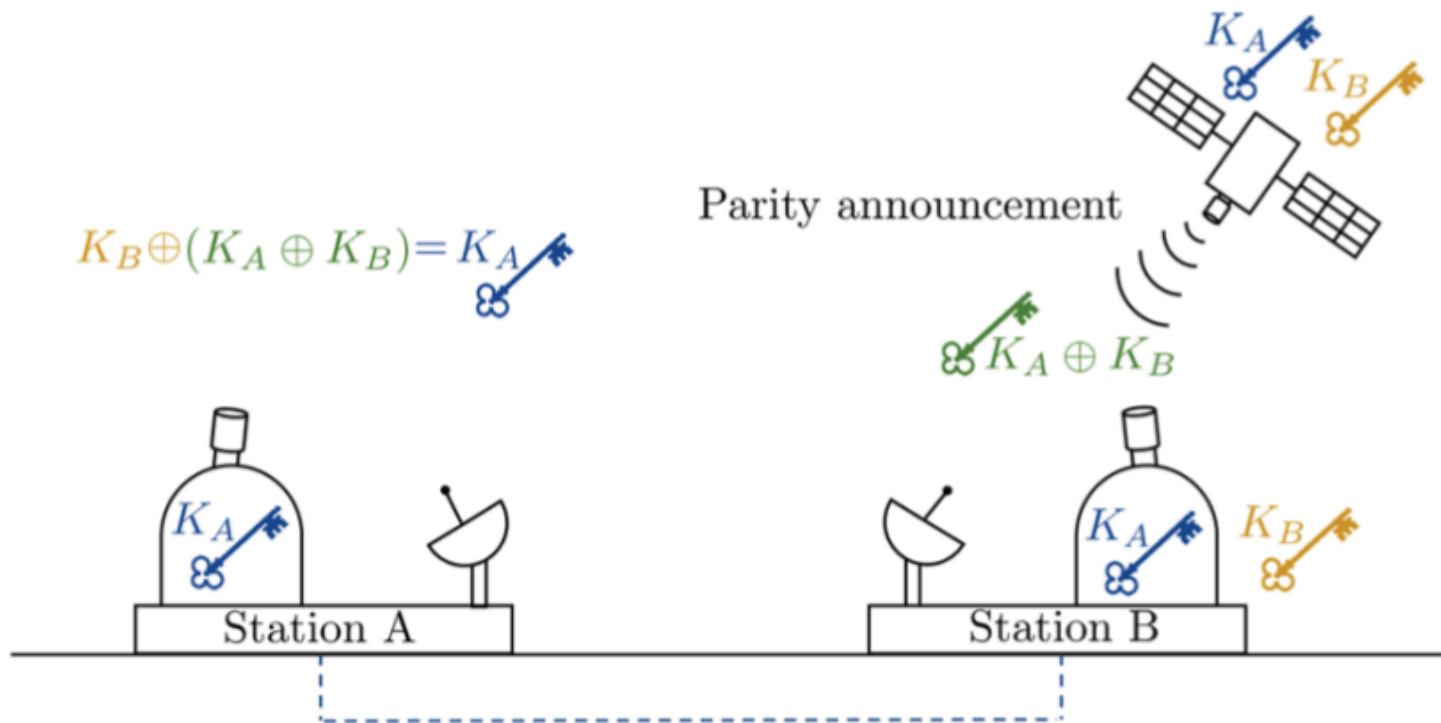 K_A
K_B
Parity announcement
K_B⊕(K_A ⊕ K_B)= K_A
K_A ⊕ K_B
K_A
K_A
K_B
Station A
Station B